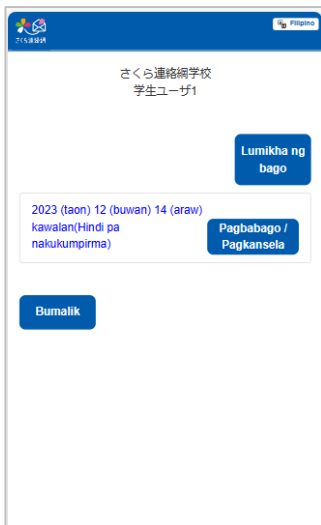 さくら連絡網
Filipino
さくら連絡網学校
学生ユーザ1
Lumikha ng
bago
2023 (taon) 12 (buwan) 14 (araw)
kawalan(Hindi pa
nakukumpirma)
Pagbabago /
Pagkansela
Bumalik